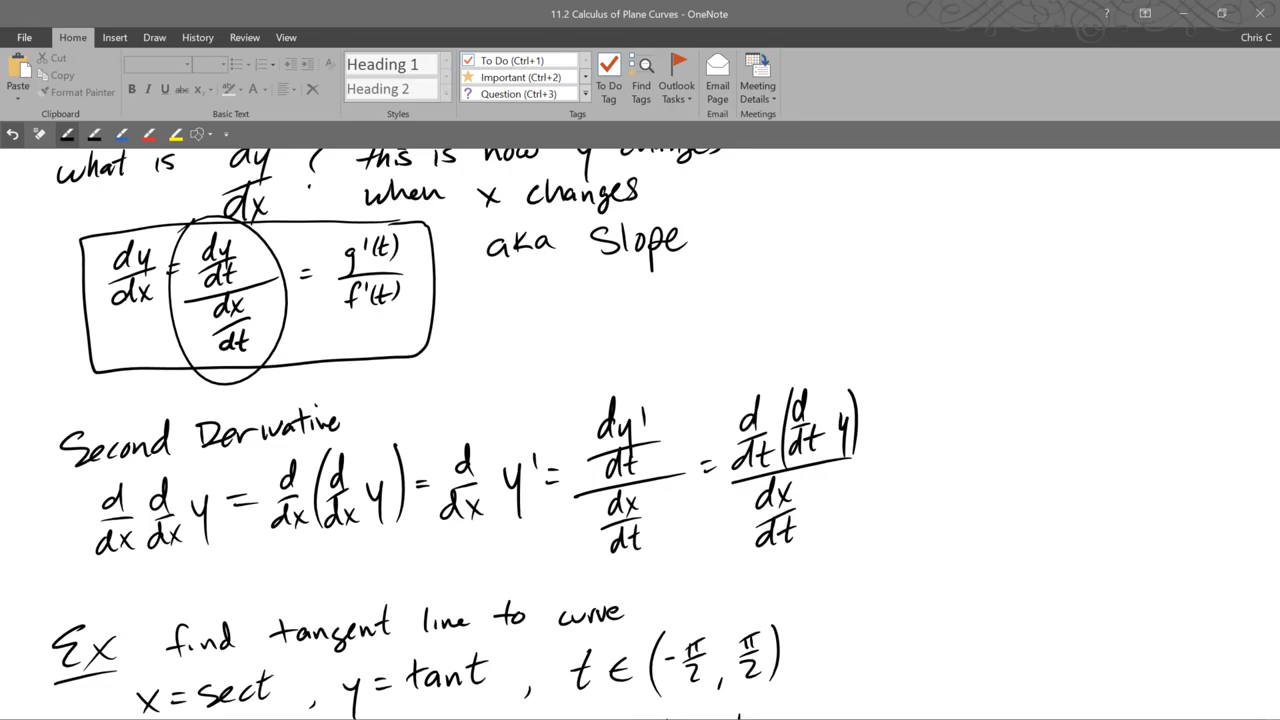 11.2 Calculus of Plane Curves - OneNote
Chris C
File Home Insert Draw History Review View
Paste
Cut
Copy
Format Painter
Clipboard
B I U abc x₂ A
Basic Text
Heading 1
Heading 2
Styles
To Do (Ctrl+1)
Important (Ctrl+2)
Question (Ctrl+3)
To Do Tag
Find Tags
Outlook Tasks
Tags
Email Page
Email
Meeting Details
Meetings
what is dy/dx ? this is how y changes
when x changes
aka Slope
dy/dx = (dy/dt)/(dx/dt) = g'(t)/f'(t)
Second Derivative
d/dx d/dx y = d/dx (d/dx y) = d/dx y' = (dy'/dt)/(dx/dt) = (d/dt (d/dt y))/(dx/dt)
Ex find tangent line to curve
x = sect , y = tant , t ∈ (-π/2, π/2)